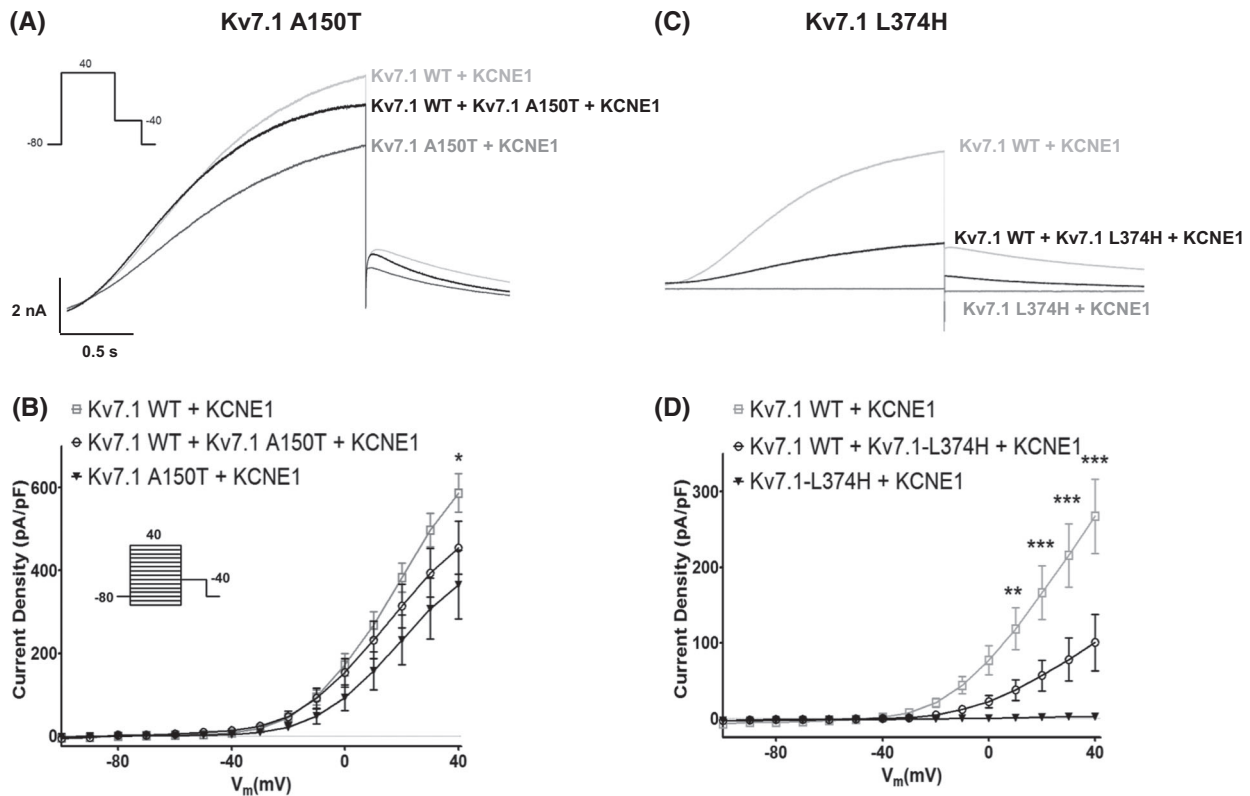 (A)
Kv7.1 A150T
40
-40
-80
Kv7.1 WT + KCNE1
Kv7.1 WT + Kv7.1 A150T + KCNE1
Kv7.1 A150T + KCNE1
2 nA
0.5 s
(C)
Kv7.1 L374H
Kv7.1 WT + KCNE1
Kv7.1 WT + Kv7.1 L374H + KCNE1
Kv7.1 L374H + KCNE1
(B)
Kv7.1 WT + KCNE1
Kv7.1 WT + Kv7.1 A150T + KCNE1
Kv7.1 A150T + KCNE1
*
Current Density (pA/pF)
600
400
200
0
40
-40
-80
-80
-40
0
40
Vm(mV)
(D)
Kv7.1 WT + KCNE1
Kv7.1 WT + Kv7.1-L374H + KCNE1
Kv7.1-L374H + KCNE1
**
***
***
***
Current Density (pA/pF)
300
200
100
0
-80
-40
0
40
Vm(mV)